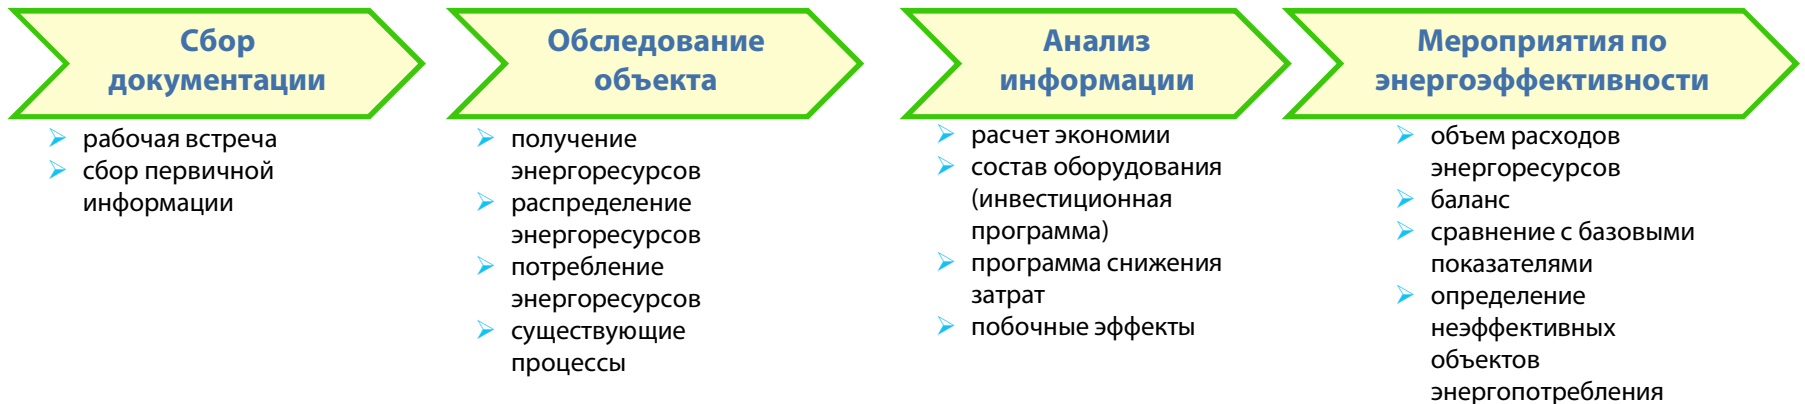 Сбор
документации
рабочая встреча
сбор первичной
информации
Обследование
объекта
получение
энергоресурсов
распределение
энергоресурсов
потребление
энергоресурсов
существующие
процессы
Анализ
информации
расчет экономии
состав оборудования
(инвестиционная
программа)
программа снижения
затрат
побочные эффекты
Мероприятия по
энергоэффективности
объем расходов
энергоресурсов
баланс
сравнение с базовыми
показателями
определение
неэффективных
объектов
энергопотребления